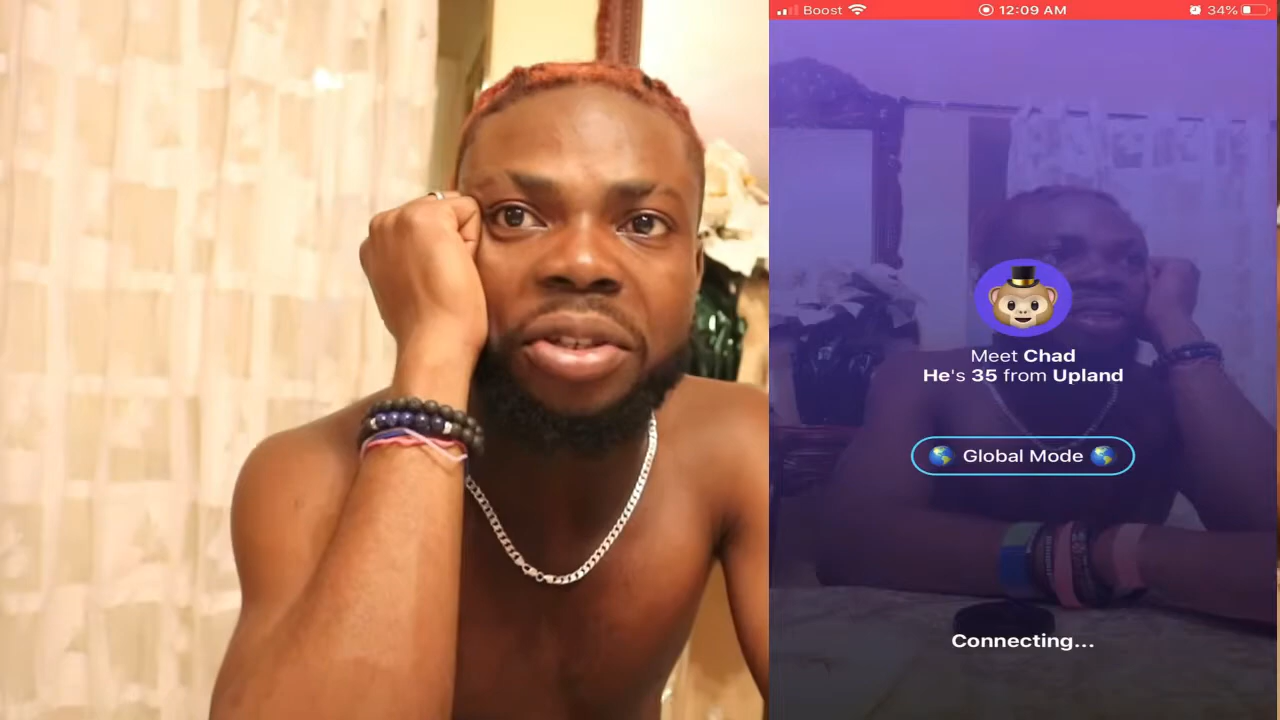 Boost 12:09 AM 34%
Meet Chad
He's 35 from Upland
Global Mode
Connecting...